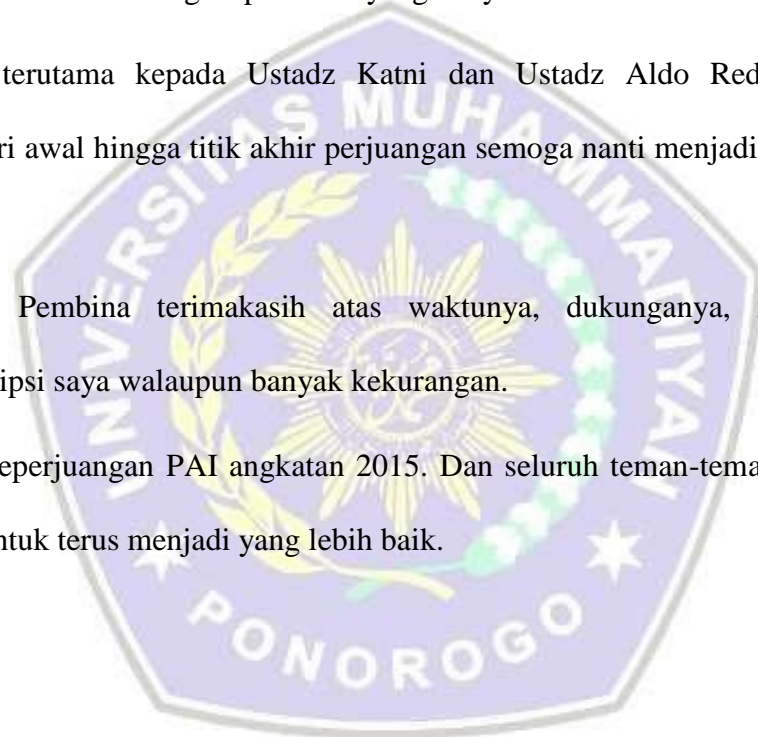 terutama kepada Ustadz Katni dan Ustadz Aldo Red
ri awal hingga titik akhir perjuangan semoga nanti menjadi
Pembina terimakasih atas waktunya, dukunganya,
ipsi saya walaupun banyak kekurangan.
eperjuangan PAI angkatan 2015. Dan seluruh teman-tema
ntuk terus menjadi yang lebih baik.
UNIVERSITAS MUHAMMADIYAH
PONOROGO